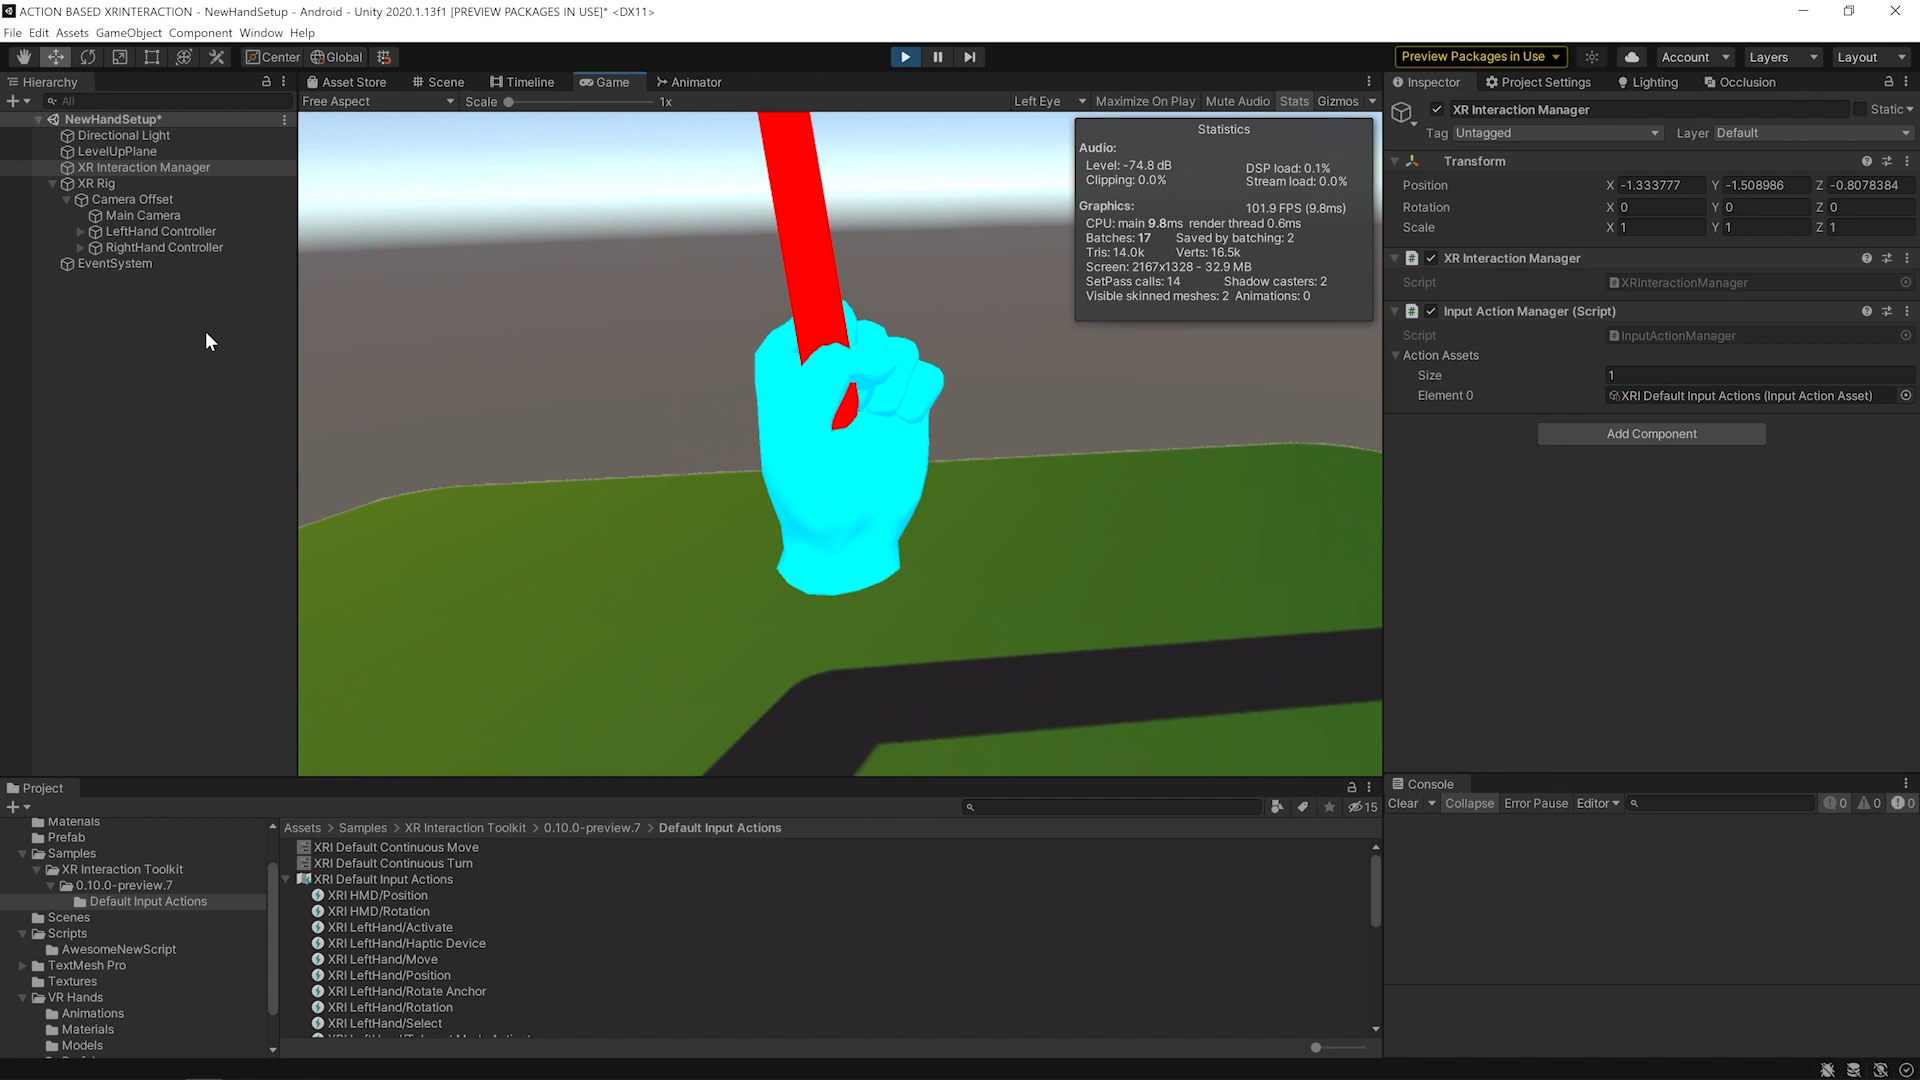 ACTION BASED XRINTERACTION - NewHandSetup - Android - Unity 2020.1.13f1 [PREVIEW PACKAGES IN USE]* <DX11>
File Edit Assets GameObject Component Window Help
Center Global Preview Packages in Use Account Layers Layout
Hierarchy
All
NewHandSetup*
Directional Light
LevelUpPlane
XR Interaction Manager
XR Rig
Camera Offset
Main Camera
LeftHand Controller
RightHand Controller
EventSystem
Asset Store Scene Timeline Game Animator
Free Aspect Scale 1x Left Eye Maximize On Play Mute Audio Stats Gizmos
Statistics
Audio:
Level: -74.8 dB DSP load: 0.1%
Clipping: 0.0% Stream load: 0.0%
Graphics: 101.9 FPS (9.8ms)
CPU: main 9.8ms render thread 0.6ms
Batches: 17 Saved by batching: 2
Tris: 14.0k Verts: 16.5k
Screen: 2167x1328 - 32.9 MB
SetPass calls: 14 Shadow casters: 2
Visible skinned meshes: 2 Animations: 0
Inspector Project Settings Lighting Occlusion
XR Interaction Manager Static
Tag Untagged Layer Default
Transform
Position X -1.333777 Y -1.508986 Z -0.8078384
Rotation X 0 Y 0 Z 0
Scale X 1 Y 1 Z 1
XR Interaction Manager
Script XRInteractionManager
Input Action Manager (Script)
Script InputActionManager
Action Assets
Size 1
Element 0 XRI Default Input Actions (Input Action Asset)
Add Component
Project
15
Materials
Prefab
Samples
XR Interaction Toolkit
0.10.0-preview.7
Default Input Actions
Scenes
Scripts
AwesomeNewScript
TextMesh Pro
Textures
VR Hands
Animations
Materials
Models
Assets > Samples > XR Interaction Toolkit > 0.10.0-preview.7 > Default Input Actions
XRI Default Continuous Move
XRI Default Continuous Turn
XRI Default Input Actions
XRI HMD/Position
XRI HMD/Rotation
XRI LeftHand/Activate
XRI LeftHand/Haptic Device
XRI LeftHand/Move
XRI LeftHand/Position
XRI LeftHand/Rotate Anchor
XRI LeftHand/Rotation
XRI LeftHand/Select
Console
Clear Collapse Error Pause Editor 0 0 0